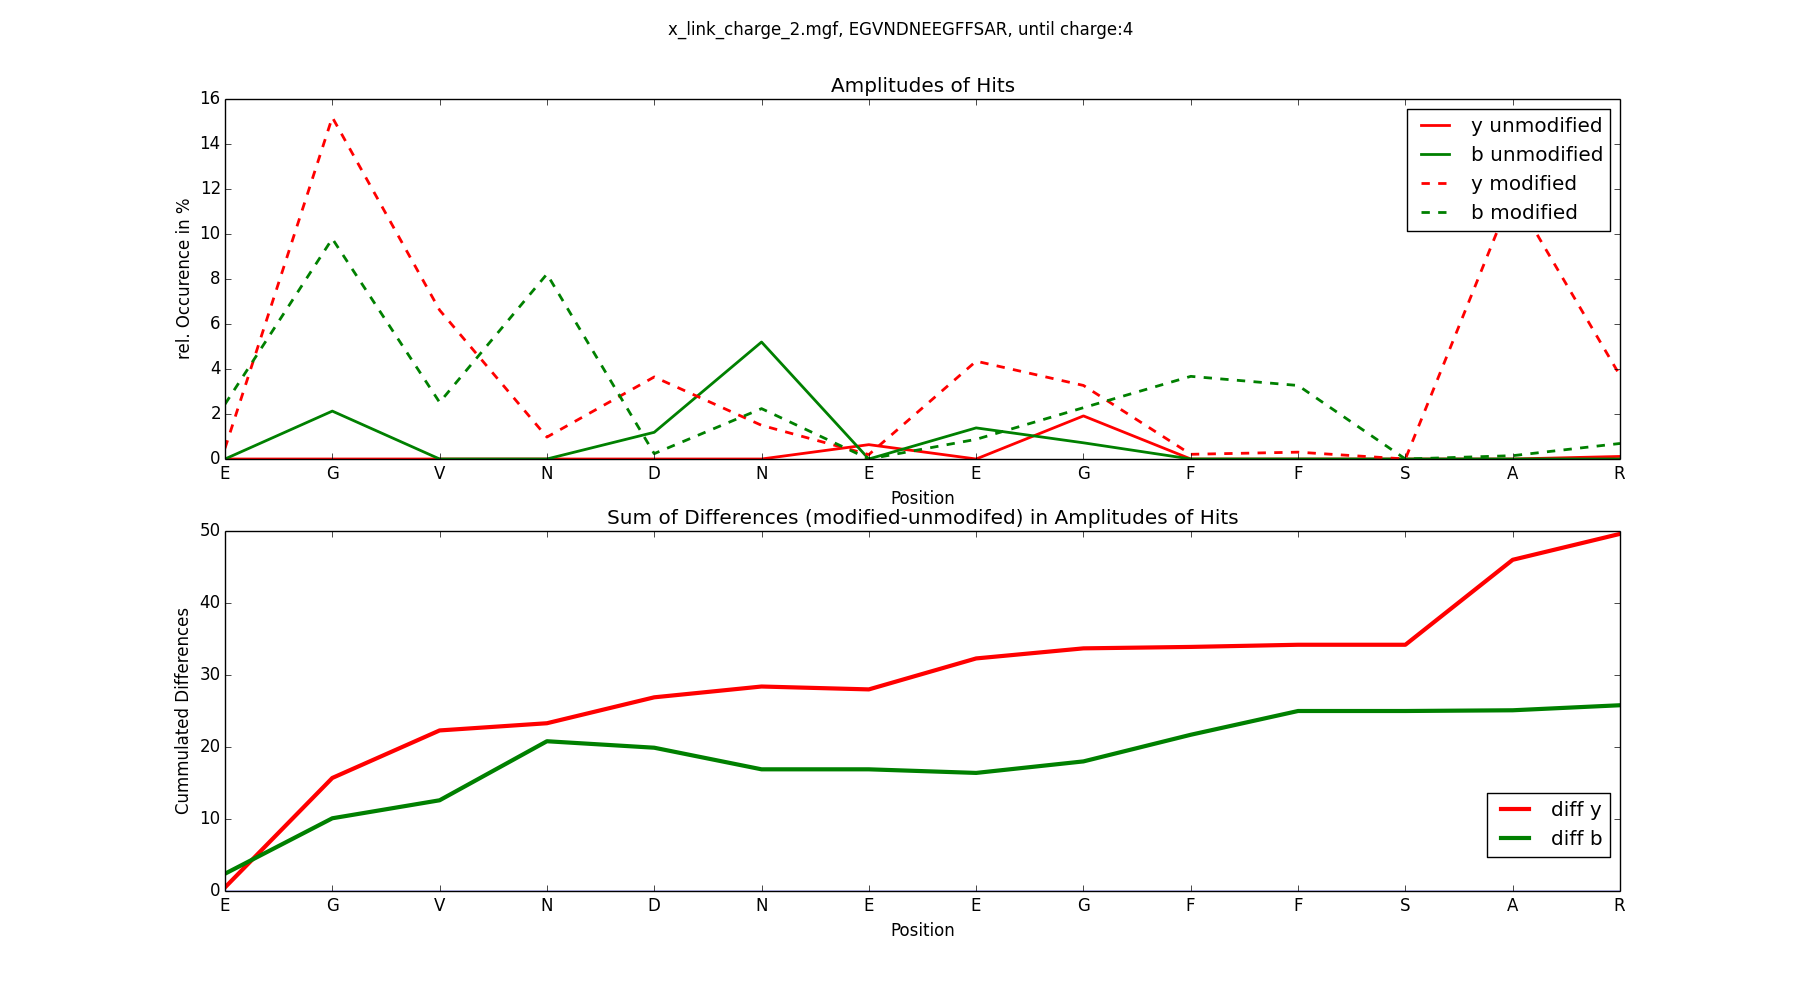 x_link_charge_2.mgf, EGVNDNEEGFFSAR, until charge:4
Amplitudes of Hits
16
14
12
10
8
6
4
2
0
rel. Occurence in %
y unmodified
b unmodified
y modified
b modified
E G V N D N E E G F F S A R
Position
Sum of Differences (modified-unmodifed) in Amplitudes of Hits
50
40
30
20
10
0
Cummulated Differences
diff y
diff b
E G V N D N E E G F F S A R
Position